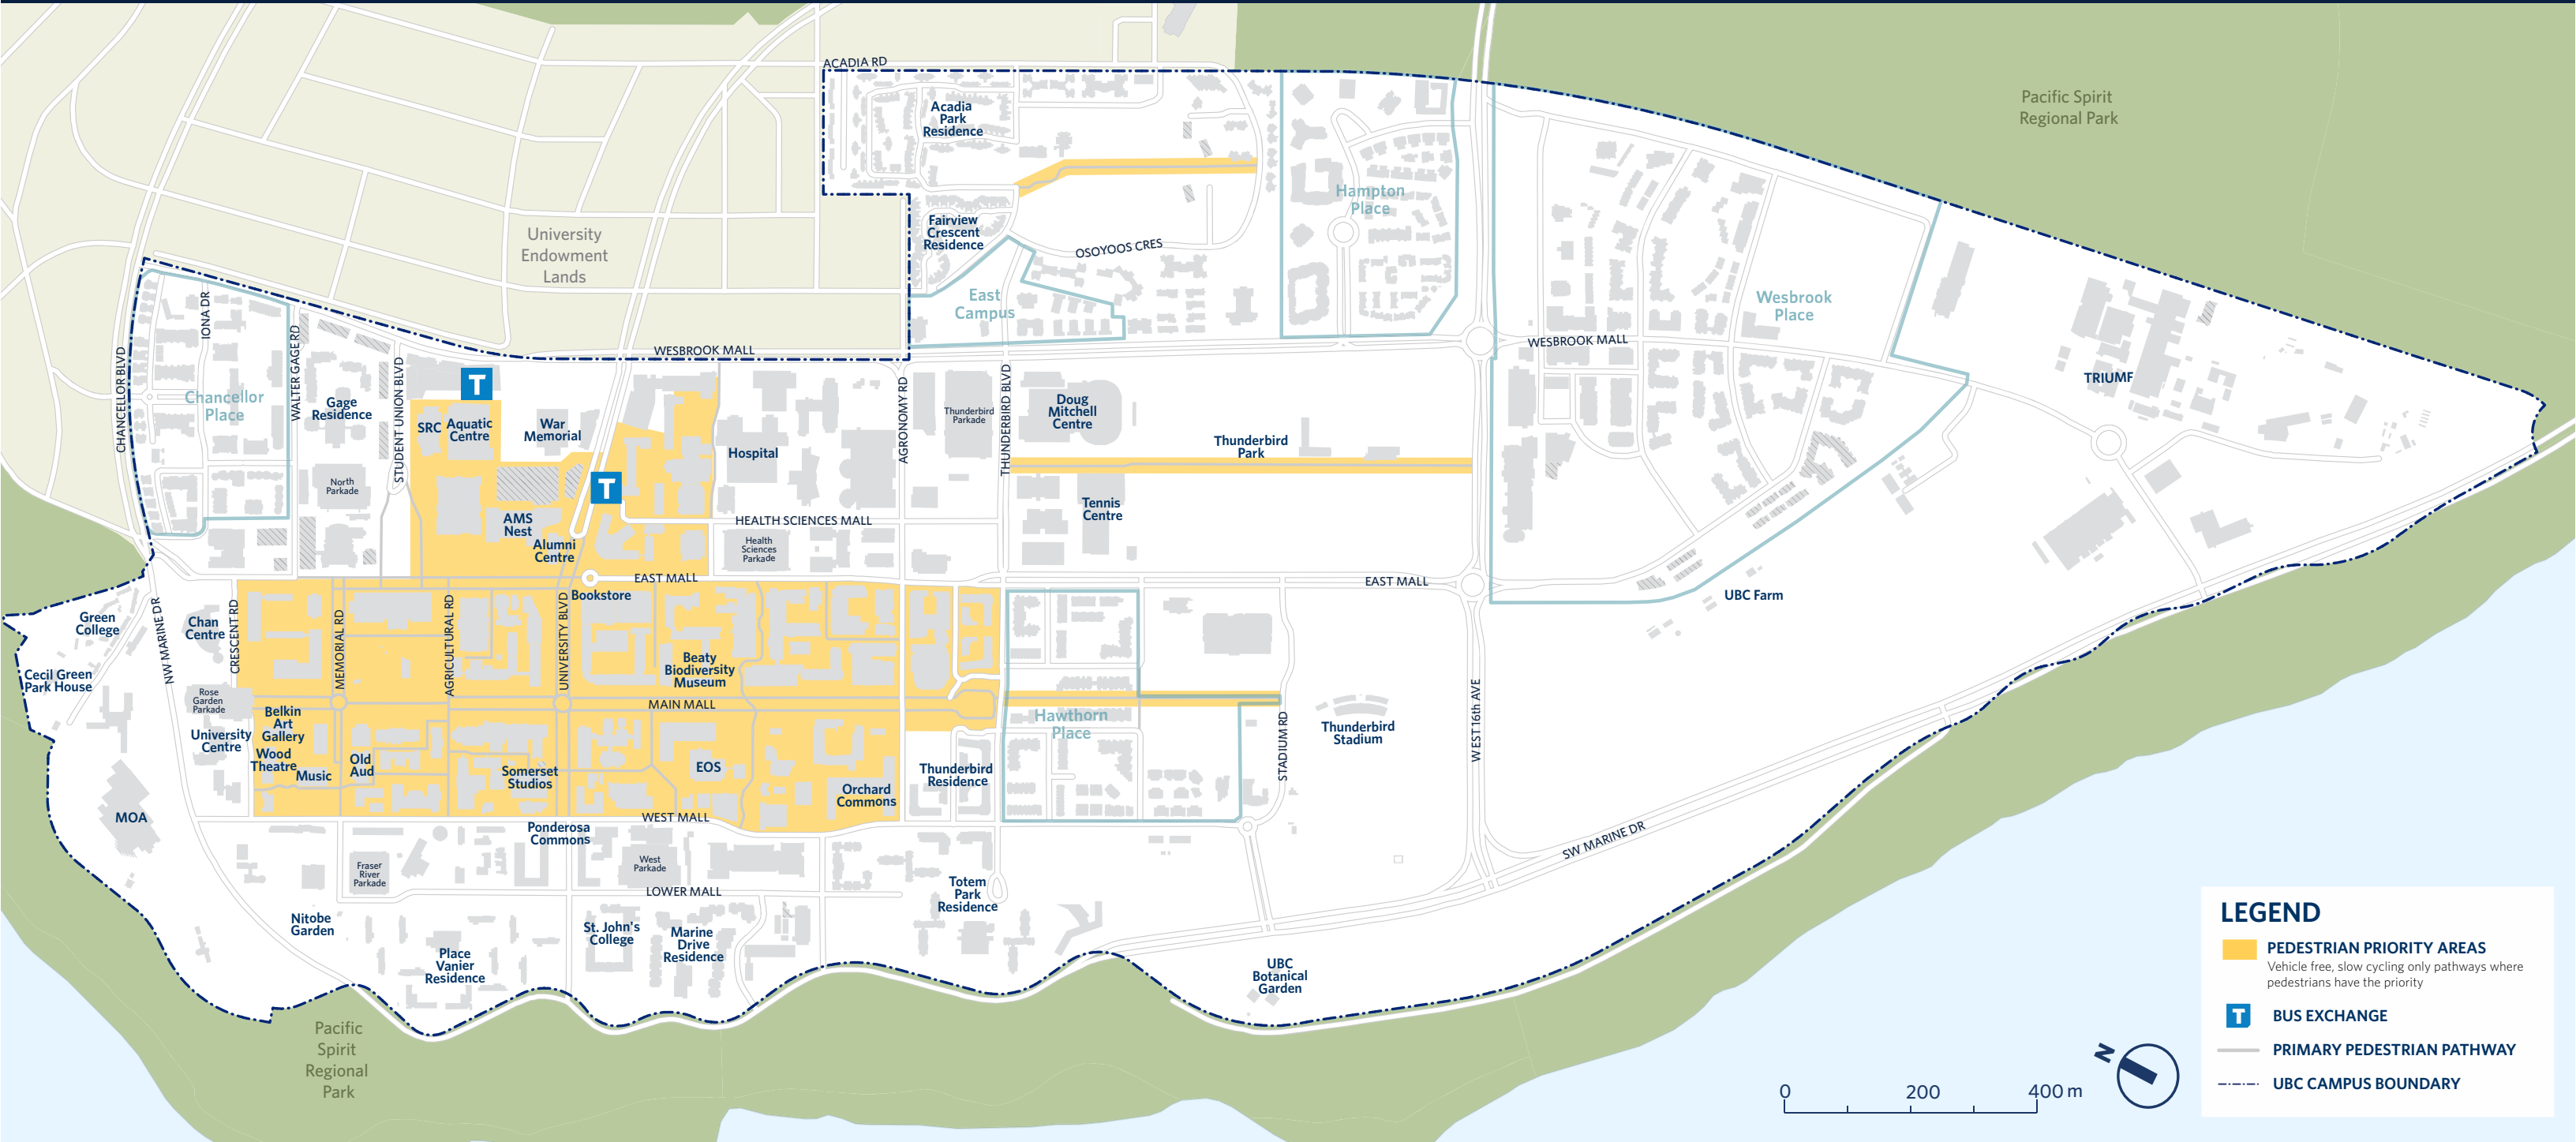 ACADIA RD
Acadia
Park
Residence
Pacific Spirit
Regional Park
University
Endowment
Lands
Fairview
Crescent
Residence
Hampton
Place
OSOYOOS CRES
East
Campus
Wesbrook
Place
CHANCELLOR BLVD
IONA DR
Chancellor
Place
WALTER GAGE RD
Gage
Residence
STUDENT UNION BLVD
WESBROOK MALL
WESBROOK MALL
T
SRC
Aquatic
Centre
War
Memorial
North
Parkade
T
AMS
Nest
Alumni
Centre
Hospital
AGRONOMY RD
Thunderbird
Parkade
THUNDERBIRD BLVD
Doug
Mitchell
Centre
Thunderbird
Park
Tennis
Centre
TRIUMF
HEALTH SCIENCES MALL
Health
Sciences
Parkade
EAST MALL
EAST MALL
Bookstore
UBC Farm
Green
College
Cecil Green
Park House
NW MARINE DR
Chan
Centre
CRESCENT RD
MEMORIAL RD
AGRICULTURAL RD
UNIVERSITY BLVD
Beaty
Biodiversity
Museum
Rose
Garden
Parkade
Belkin
Art
Gallery
University
Centre
Wood
Theatre
Music
Old
Aud
Somerset
Studios
MAIN MALL
EOS
Orchard
Commons
Thunderbird
Residence
Hawthorn
Place
STADIUM RD
Thunderbird
Stadium
WEST 16th AVE
MOA
WEST MALL
Ponderosa
Commons
Fraser
River
Parkade
West
Parkade
LOWER MALL
Totem
Park
Residence
SW MARINE DR
Nitobe
Garden
Place
Vanier
Residence
St. John's
College
Marine
Drive
Residence
UBC
Botanical
Garden
Pacific
Spirit
Regional
Park
LEGEND
PEDESTRIAN PRIORITY AREAS
Vehicle free, slow cycling only pathways where
pedestrians have the priority
T BUS EXCHANGE
PRIMARY PEDESTRIAN PATHWAY
UBC CAMPUS BOUNDARY
0 200 400 m
N